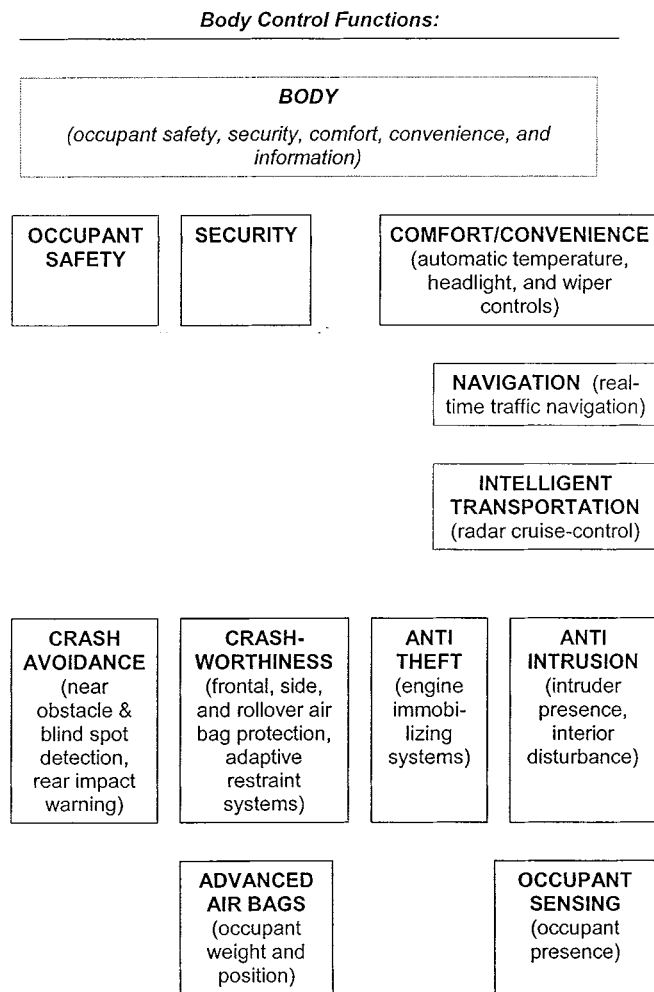 Body Control Functions:
BODY
(occupant safety, security, comfort, convenience, and
information)
OCCUPANT
SAFETY
SECURITY
COMFORT/CONVENIENCE
(automatic temperature,
headlight, and wiper
controls)
NAVIGATION (real-
time traffic navigation)
INTELLIGENT
TRANSPORTATION
(radar cruise-control)
CRASH
AVOIDANCE
(near
obstacle &
blind spot
detection,
rear impact
warning)
CRASH-
WORTHINESS
(frontal, side,
and rollover air
bag protection,
adaptive
restraint
systems)
ANTI
THEFT
(engine
immobi-
lizing
systems)
ANTI
INTRUSION
(intruder
presence,
interior
disturbance)
ADVANCED
AIR BAGS
(occupant
weight and
position)
OCCUPANT
SENSING
(occupant
presence)